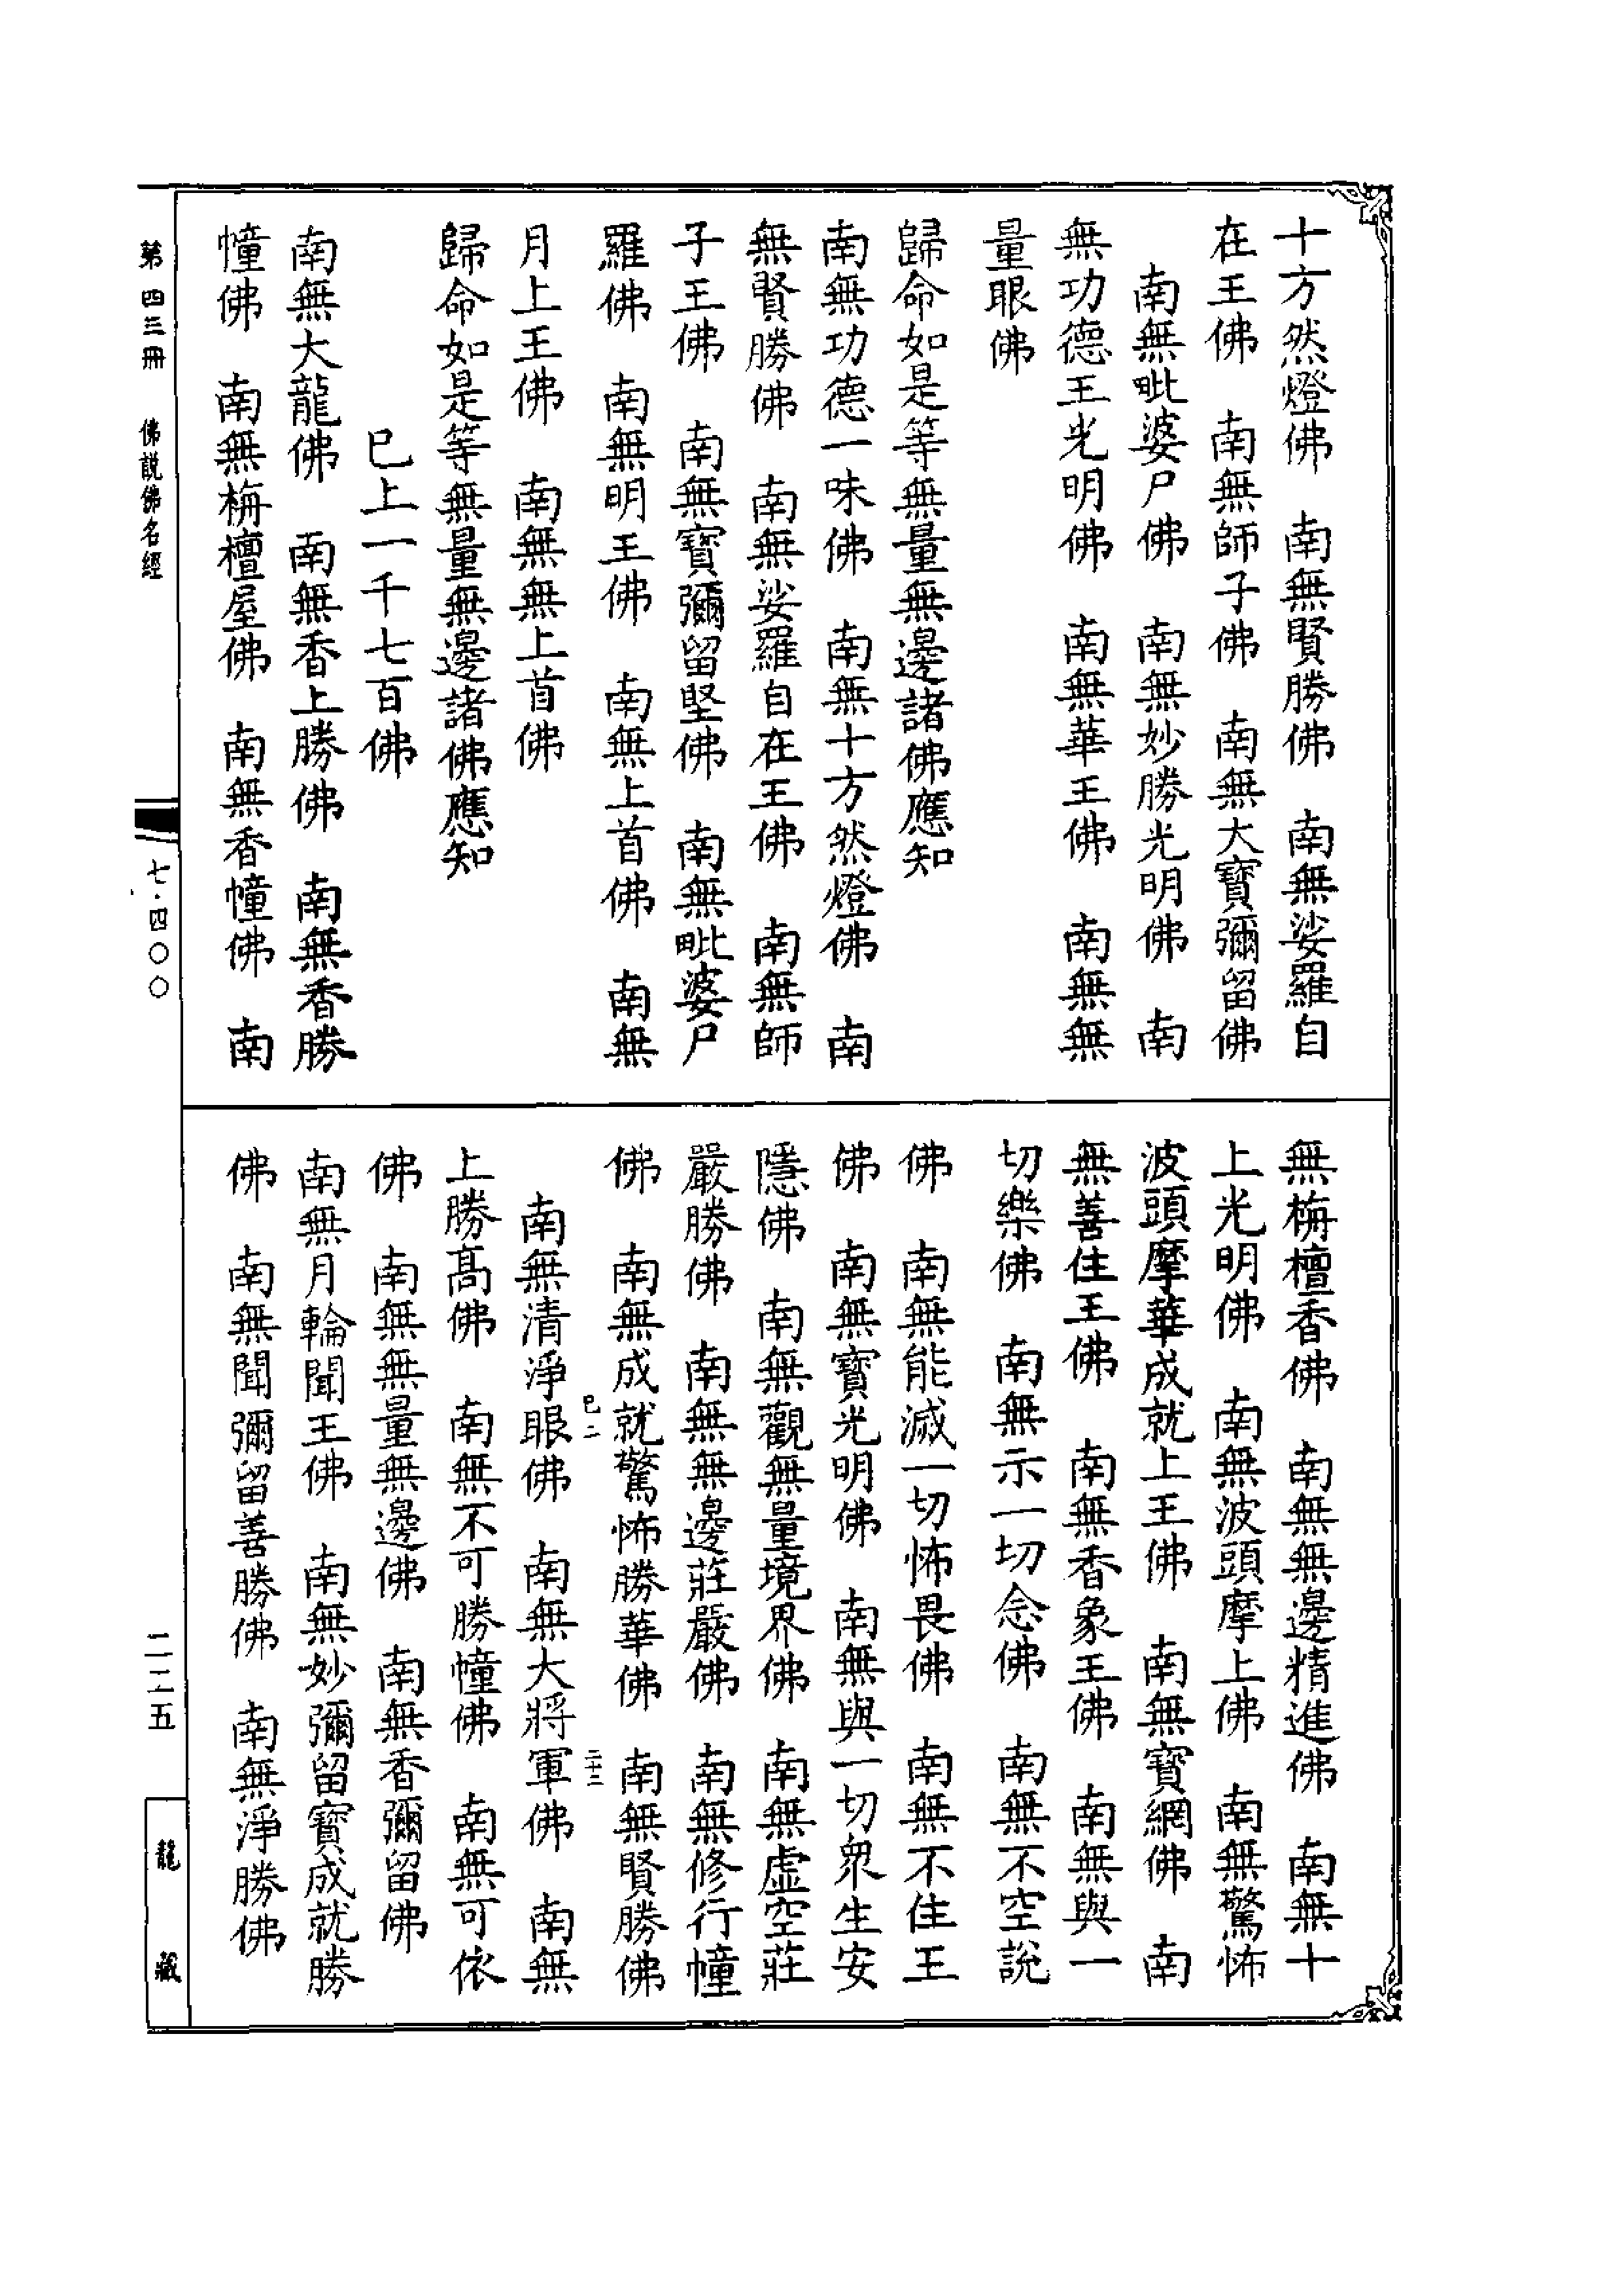 十方然燈佛　南無賢勝佛　南無娑羅自
在王佛　南無師子佛　南無大寶彌留佛
南無毗婆尸佛　南無妙勝光明佛　南
無功德王光明佛　南無華王佛　南無無
量眼佛
歸命如是等無量無邊諸佛應知
南無功德一味佛　南無十方然燈佛　南
無賢勝佛　南無娑羅自在王佛　南無師
子王佛　南無寶彌留堅佛　南無毗婆尸
羅佛　南無明王佛　南無上首佛　南無
月上王佛　南無無上首佛
歸命如是等無量無邊諸佛應知
已上一千七百佛
南無大龍佛　南無香上勝佛　南無香勝
幢佛　南無栴檀屋佛　南無香幢佛　南
無栴檀香佛　南無無邊精進佛　南無十
上光明佛　南無波頭摩上佛　南無驚怖
波頭摩華成就上王佛　南無寶網佛　南
無善住王佛　南無香象王佛　南無與一
切樂佛　南無示一切念佛　南無不空說
佛　南無能滅一切怖畏佛　南無不住王
佛　南無寶光明佛　南無與一切衆生安
隱佛　南無觀無量境界佛　南無虛空莊
嚴勝佛　南無無邊莊嚴佛　南無修行幢
佛　南無成就驚怖勝華佛　南無賢勝佛
巳二　二十三
南無清淨眼佛　南無大將軍佛　南無
上勝髙佛　南無不可勝幢佛　南無可依
佛　南無無量無邊佛　南無香彌留佛
南無月輪聞王佛　南無妙彌留寶成就勝
佛　南無聞彌留善勝佛　南無淨勝佛
第四三冊　佛説佛名經
七·四〇〇
二二五
龍藏